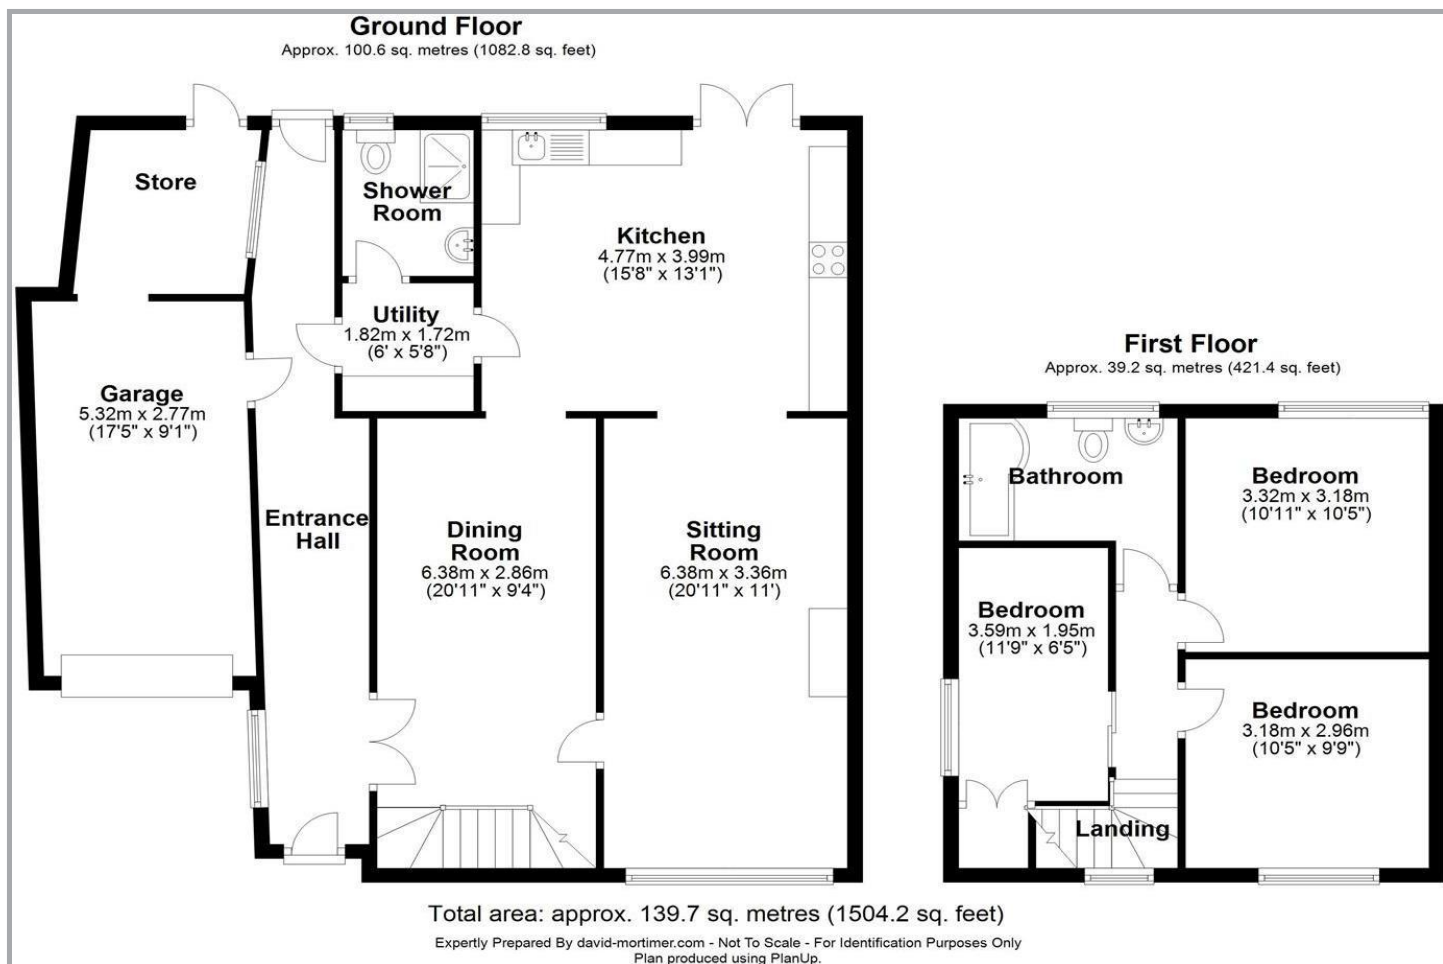 Ground Floor
Approx. 100.6 sq. metres (1082.8 sq. feet)
Store
Shower
Room
Kitchen
4.77m x 3.99m
(15'8" x 13'1")
Utility
1.82m x 1.72m
(6' x 5'8")
Garage
5.32m x 2.77m
(17'5" x 9'1")
Entrance
Hall
Dining
Room
6.38m x 2.86m
(20'11" x 9'4")
Sitting
Room
6.38m x 3.36m
(20'11" x 11')
First Floor
Approx. 39.2 sq. metres (421.4 sq. feet)
Bathroom
Bedroom
3.32m x 3.18m
(10'11" x 10'5")
Bedroom
3.59m x 1.95m
(11'9" x 6'5")
Bedroom
3.18m x 2.96m
(10'5" x 9'9")
Landing
Total area: approx. 139.7 sq. metres (1504.2 sq. feet)
Expertly Prepared By david-mortimer.com - Not To Scale - For Identification Purposes Only
Plan produced using PlanUp.